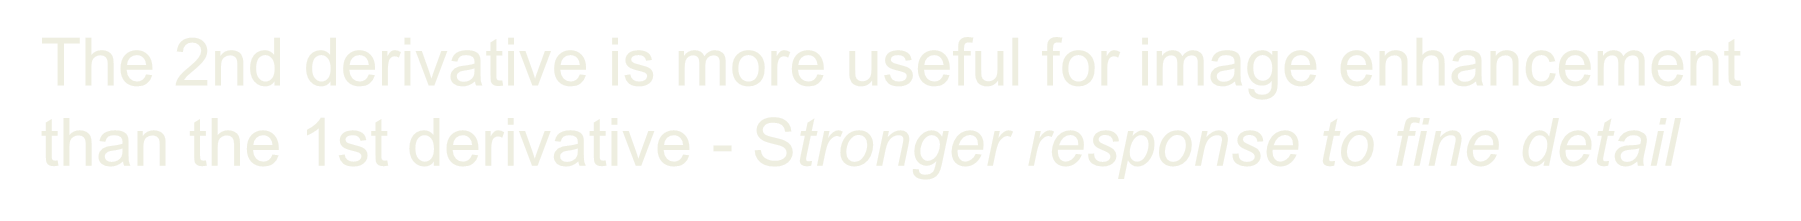 The 2nd derivative is more useful for image enhancement
than the 1st derivative - Stronger response to fine detail